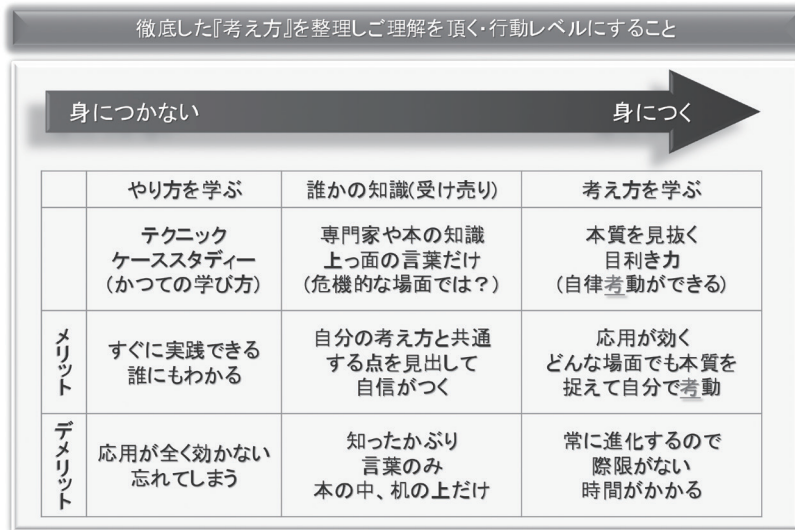 徹底した『考え方』を整理しご理解を頂く・行動レベルにすること
身につかない
身につく
やり方を学ぶ
誰かの知識(受け売り)
考え方を学ぶ
テクニック
ケーススタディー
(かつての学び方)
専門家や本の知識
上っ面の言葉だけ
(危機的な場面では？)
本質を見抜く
目利き力
(自律考動ができる)
メリット
すぐに実践できる
誰にもわかる
自分の考え方と共通
する点を見出して
自信がつく
応用が効く
どんな場面でも本質を
捉えて自分で考動
デメリット
応用が全く効かない
忘れてしまう
知ったかぶり
言葉のみ
本の中、机の上だけ
常に進化するので
際限がない
時間がかかる